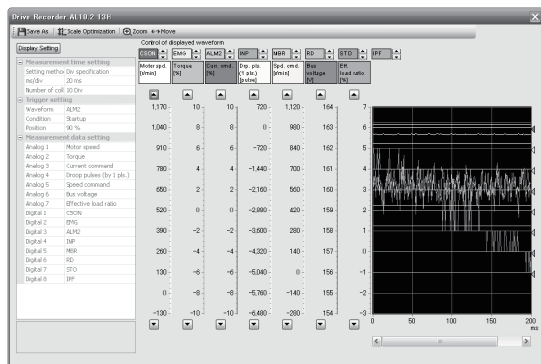 Drive Recorder AL10.2 13H
Save As Scale Optimization Zoom Move
Display Setting
Control of displayed waveform
CSON EMG ALM2 INP MBR RD STO IPF
Moter spd. [r/min] Torque [%] Curr. cmd. [%] Drp. pls. (1 pls.) [pulse] Spd. cmd. [r/min] Bus voltage [V] Eff. load ratio [%]
Measurement time setting
Setting metho Div specification
ms/div 20 ms
Number of cell 10 Div
Trigger setting
Waveform ALM2
Condition Startup
Position 90 %
Measurement data setting
Analog 1 Motor speed
Analog 2 Torque
Analog 3 Current command
Analog 4 Droop pulses (by 1 pls.)
Analog 5 Speed command
Analog 6 Bus voltage
Analog 7 Effective load ratio
Digital 1 CSON
Digital 2 EMG
Digital 3 ALM2
Digital 4 INP
Digital 5 MBR
Digital 6 RD
Digital 7 STO
Digital 8 IPF
1,170 10 10 720 1,120 164 7
1,040 8 8 0 980 163 6
910 6 6 -720 840 162 5
780 4 4 -1,440 700 161 4
650 2 2 -2,160 560 160 3
520 0 0 -2,880 420 159 2
390 -2 -2 -3,600 280 158 1
260 -4 -4 -4,320 140 157 0
130 -6 -6 -5,040 0 156 -1
0 -8 -8 -5,760 -140 155 -2
-130 -10 -10 -6,480 -280 154 -3
0 50 100 150 200
ms